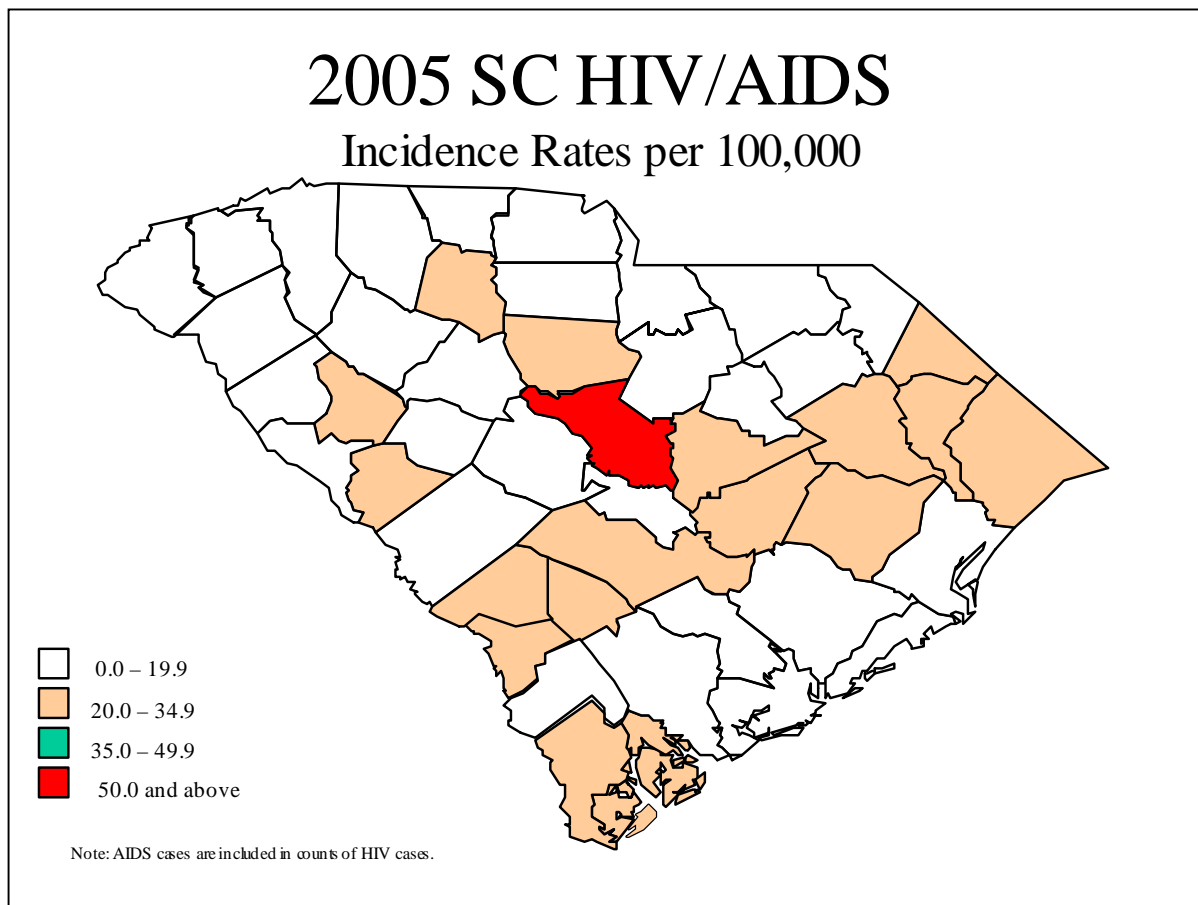 2005 SC HIV/AIDS
Incidence Rates per 100,000
0.0 – 19.9
20.0 – 34.9
35.0 – 49.9
50.0 and above
Note: AIDS cases are included in counts of HIV cases.